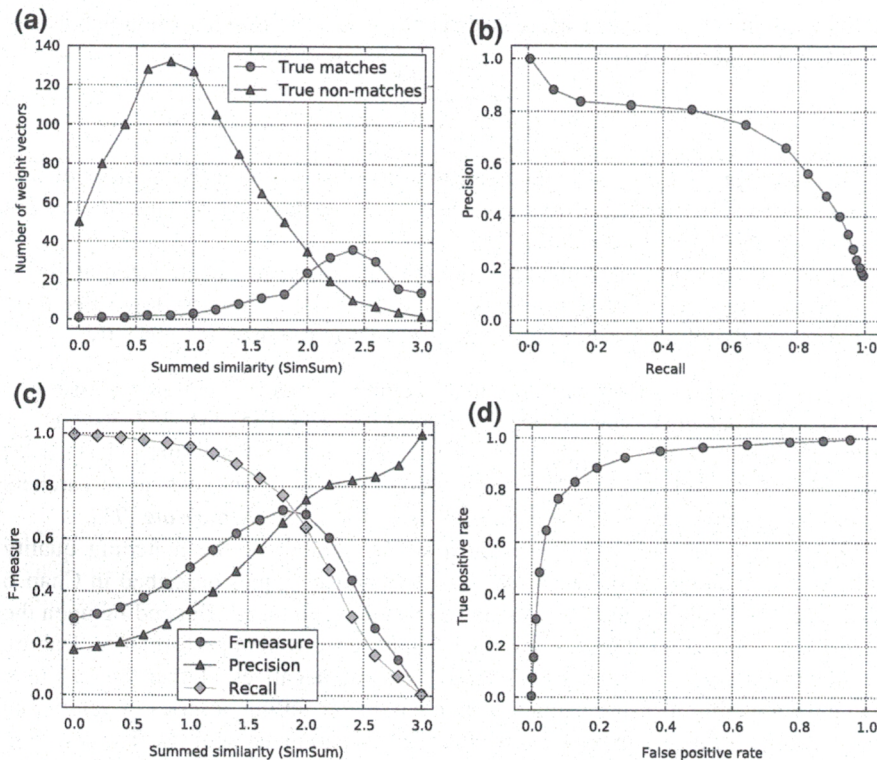 (a)
140
120
100
80
60
40
20
0
Number of weight vectors
True matches
True non-matches
0.0 0.5 1.0 1.5 2.0 2.5 3.0
Summed similarity (SimSum)
(b)
1.0
0.8
0.6
0.4
0.2
0.0
Precision
0·0 0·2 0·4 0·6 0·8 1·0
Recall
(c)
1.0
0.8
0.6
0.4
0.2
0.0
F-measure
F-measure
Precision
Recall
0.0 0.5 1.0 1.5 2.0 2.5 3.0
Summed similarity (SimSum)
(d)
1.0
0.8
0.6
0.4
0.2
0.0
True positive rate
0.0 0.2 0.4 0.6 0.8 1.0
False positive rate